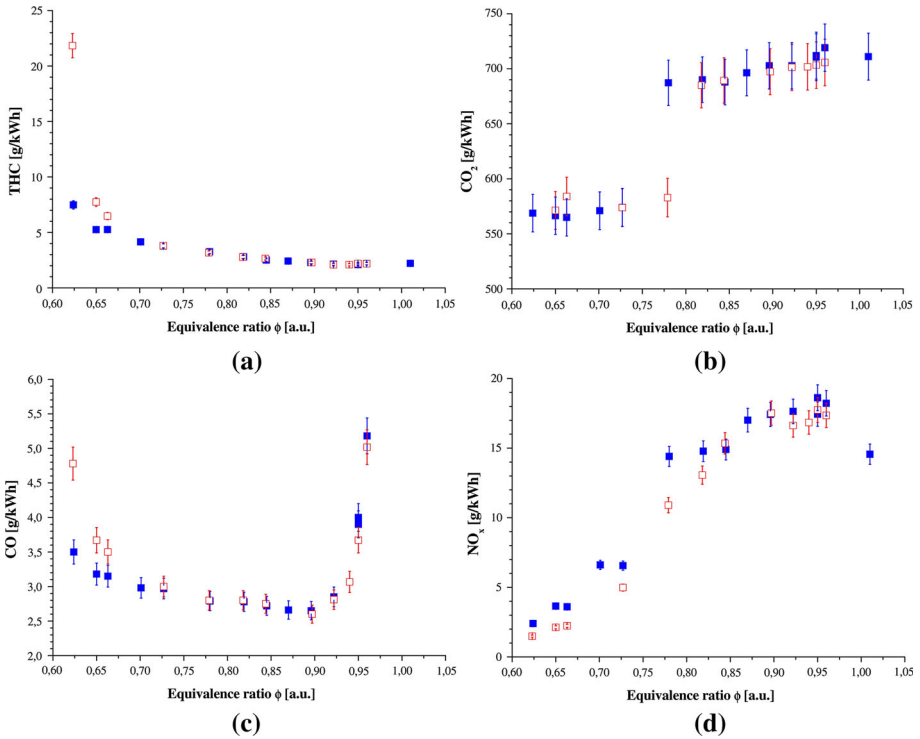 25
20
15
10
5
0
THC [g/kWh]
0,60 0,65 0,70 0,75 0,80 0,85 0,90 0,95 1,00 1,05
Equivalence ratio ϕ [a.u.]
(a)
750
700
650
600
550
500
CO₂ [g/kWh]
0,60 0,65 0,70 0,75 0,80 0,85 0,90 0,95 1,00 1,05
Equivalence ratio ϕ [a.u.]
(b)
6,0
5,5
5,0
4,5
4,0
3,5
3,0
2,5
2,0
CO [g/kWh]
0,60 0,65 0,70 0,75 0,80 0,85 0,90 0,95 1,00 1,05
Equivalence ratio ϕ [a.u.]
(c)
20
15
10
5
0
NOₓ [g/kWh]
0,60 0,65 0,70 0,75 0,80 0,85 0,90 0,95 1,00 1,05
Equivalence ratio ϕ [a.u.]
(d)